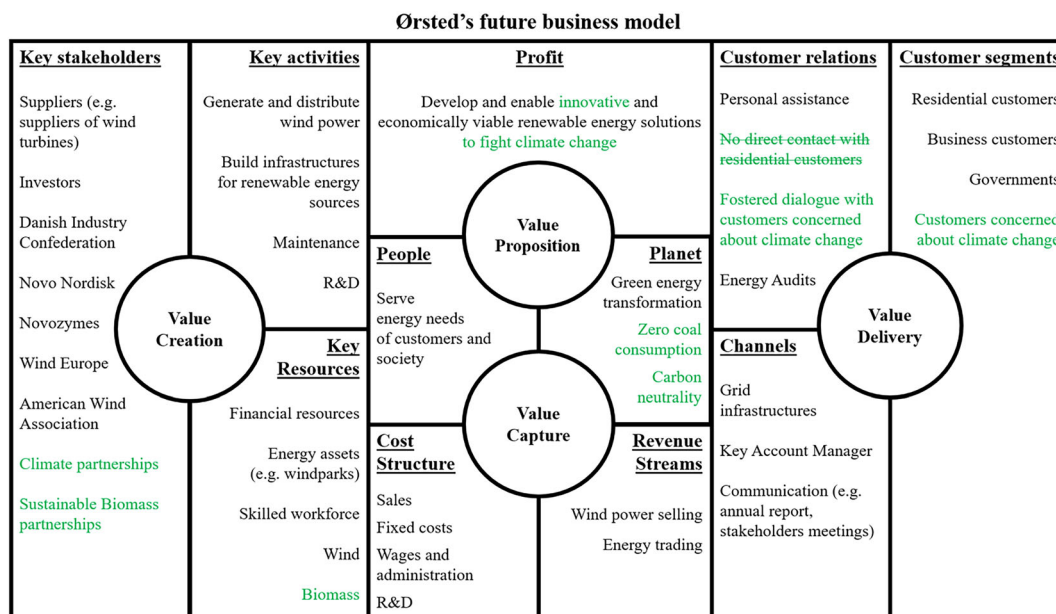 Ørsted's future business model
Key stakeholders
Suppliers (e.g.
suppliers of wind
turbines)
Investors
Danish Industry
Confederation
Novo Nordisk
Novozymes
Wind Europe
American Wind
Association
Climate partnerships
Sustainable Biomass
partnerships
Value
Creation
Key activities
Generate and distribute
wind power
Build infrastructures
for renewable energy
sources
Maintenance
R&D
Key
Resources
Financial resources
Energy assets
(e.g. windparks)
Skilled workforce
Wind
Biomass
Profit
Develop and enable innovative and
economically viable renewable energy solutions
to fight climate change
Value
Proposition
People
Serve
energy needs
of customers and
society
Planet
Green energy
transformation
Zero coal
consumption
Carbon
neutrality
Value
Capture
Cost
Structure
Sales
Fixed costs
Wages and
administration
R&D
Revenue
Streams
Wind power selling
Energy trading
Customer relations
Personal assistance
No direct contact with
residential customers
Fostered dialogue with
customers concerned
about climate change
Energy Audits
Channels
Grid
infrastructures
Key Account Manager
Communication (e.g.
annual report,
stakeholders meetings)
Customer segments
Residential customers
Business customers
Governments
Customers concerned
about climate change
Value
Delivery